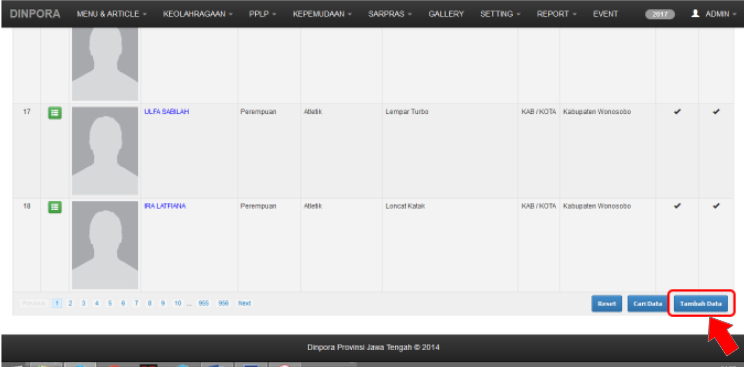 DINPORA MENU & ARTICLE KEOLAHRAGAAN PPLP KEPEMUDAAN SARPRAS GALLERY SETTING REPORT EVENT 2017 ADMIN
17 ULFA SABILAH Perempuan Atletik Lempar Turbo KAB / KOTA Kabupaten Wonosobo
18 IRA LATFIANA Perempuan Atletik Loncat Katak KAB / KOTA Kabupaten Wonosobo
Previous 1 2 3 4 5 6 7 8 9 10 ... 955 956 Next Reset Cari Data Tambah Data
Dinpora Provinsi Jawa Tengah © 2014